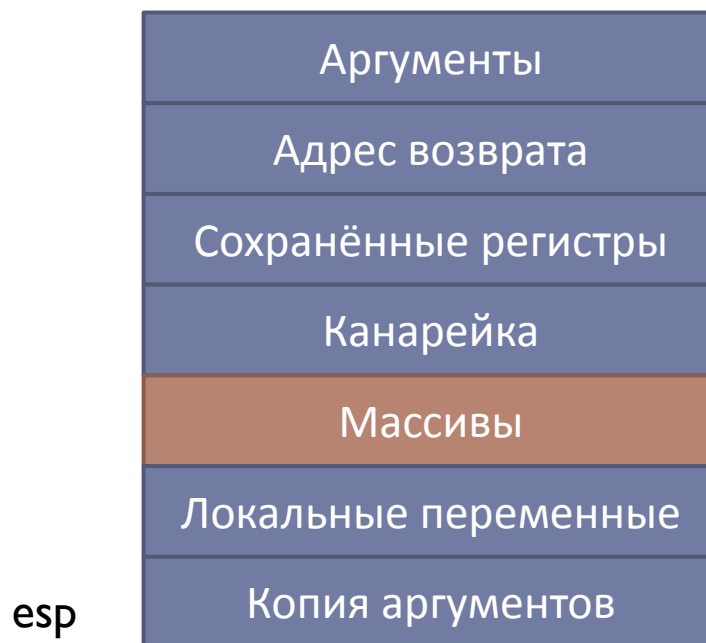 Аргументы
Адрес возврата
Сохранённые регистры
Канарейка
Массивы
Локальные переменные
Копия аргументов
esp